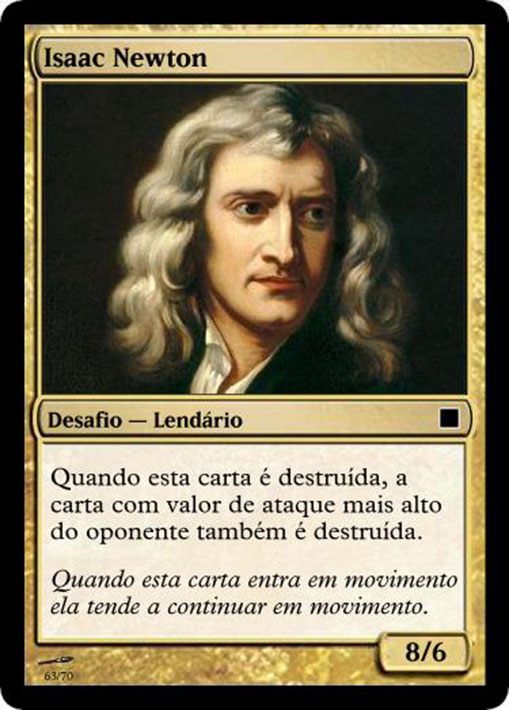 Isaac Newton
Desafio — Lendário
Quando esta carta é destruída, a
carta com valor de ataque mais alto
do oponente também é destruída.
Quando esta carta entra em movimento
ela tende a continuar em movimento.
8/6
63/70